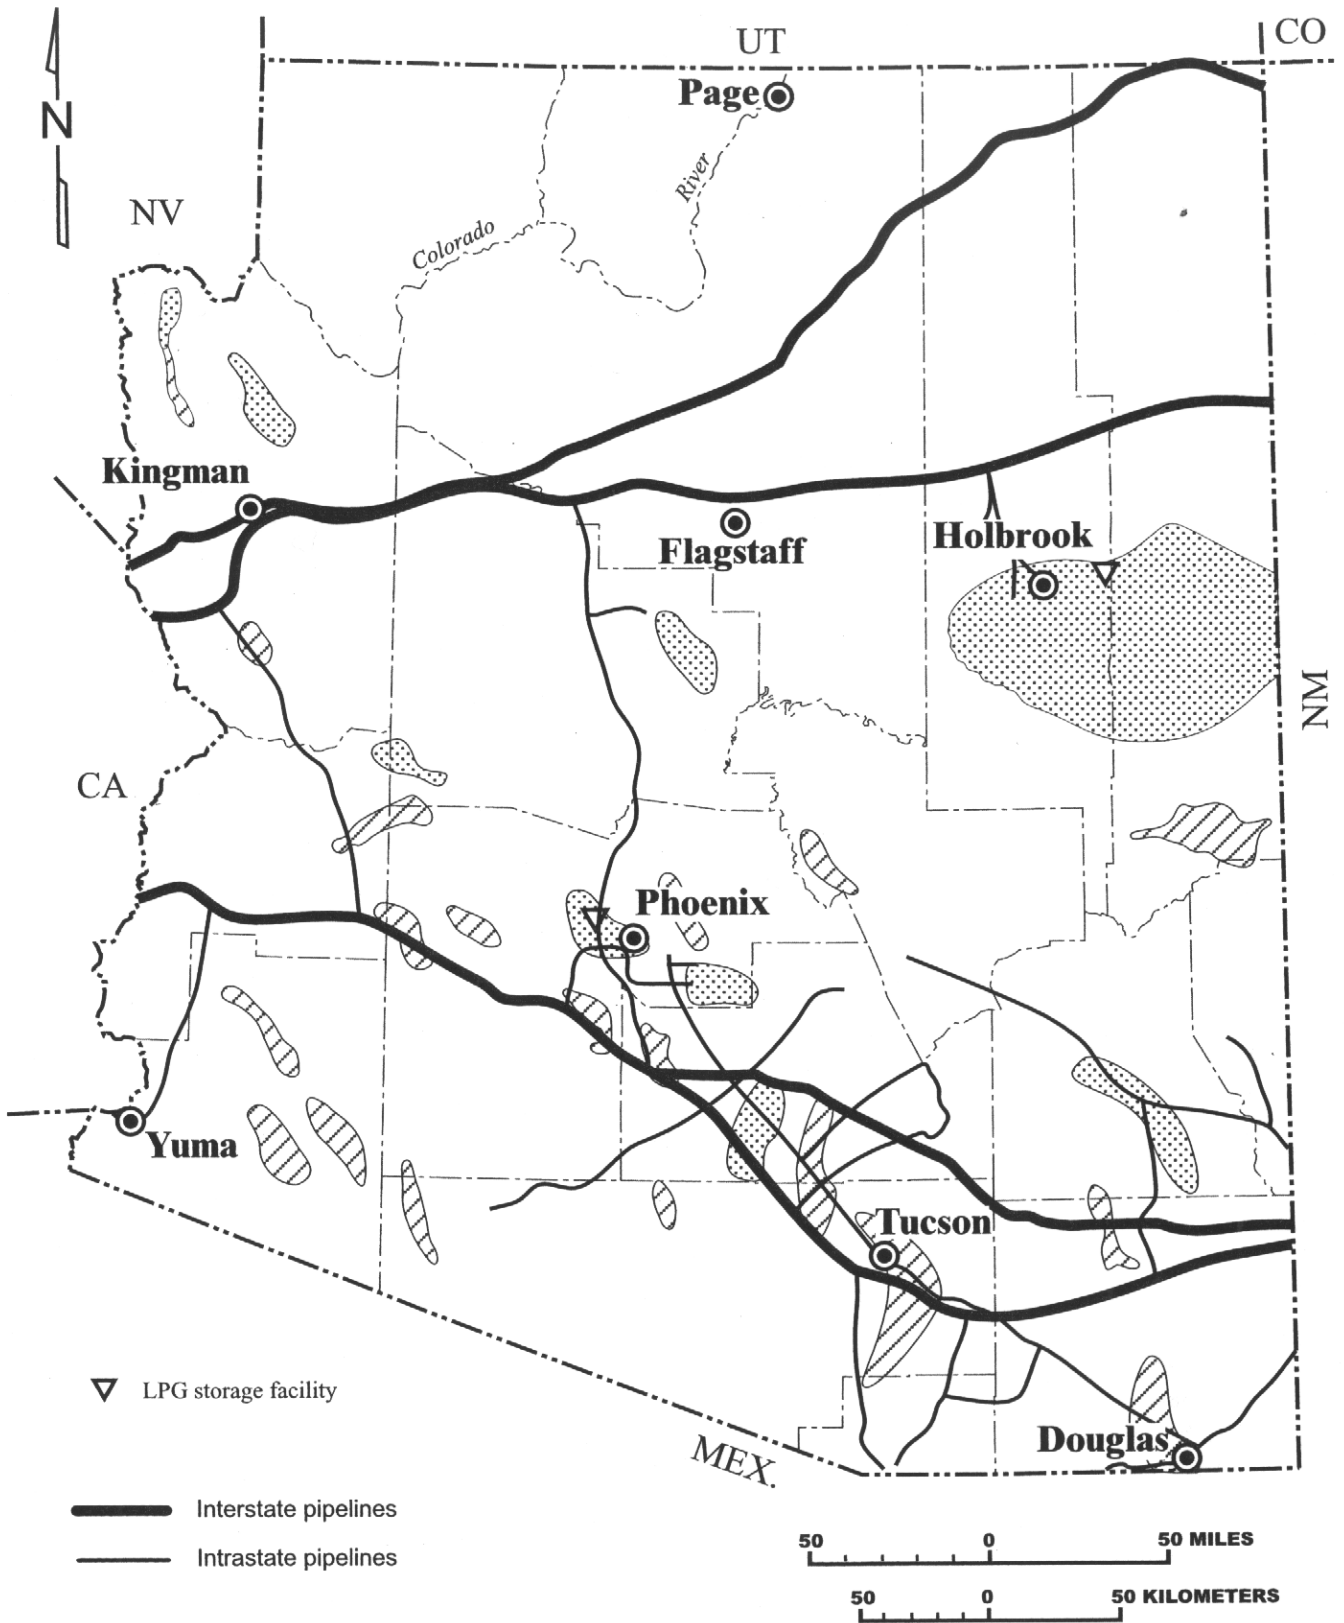 UT
CO
Page
N
River
NV
Colorado
Kingman
Holbrook
Flagstaff
NM
CA
Phoenix
Yuma
Tucson
LPG storage facility
Douglas
MEX.
Interstate pipelines
Intrastate pipelines
50 0 50 MILES
50 0 50 KILOMETERS